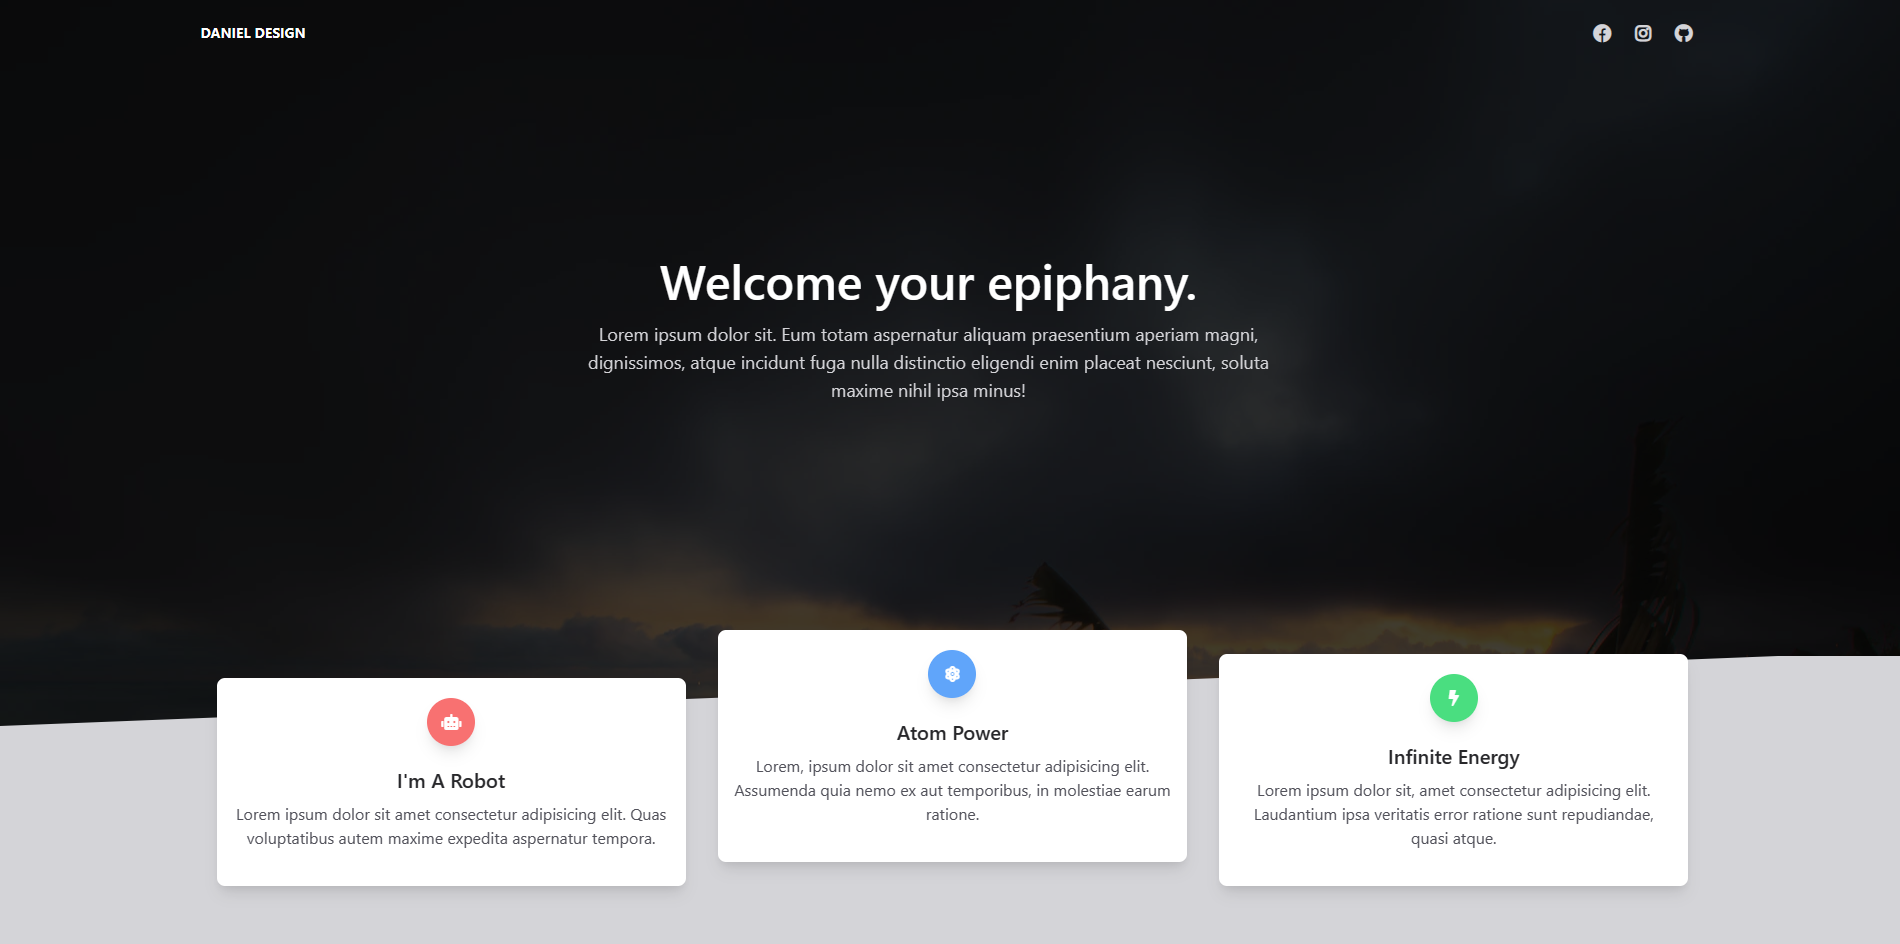 DANIEL DESIGN
Welcome your epiphany.
Lorem ipsum dolor sit. Eum totam aspernatur aliquam praesentium aperiam magni,
dignissimos, atque incidunt fuga nulla distinctio eligendi enim placeat nesciunt, soluta
maxime nihil ipsa minus!
I'm A Robot
Lorem ipsum dolor sit amet consectetur adipisicing elit. Quas
voluptatibus autem maxime expedita aspernatur tempora.
Atom Power
Lorem, ipsum dolor sit amet consectetur adipisicing elit.
Assumenda quia nemo ex aut temporibus, in molestiae earum
ratione.
Infinite Energy
Lorem ipsum dolor sit, amet consectetur adipisicing elit.
Laudantium ipsa veritatis error ratione sunt repudiandae,
quasi atque.